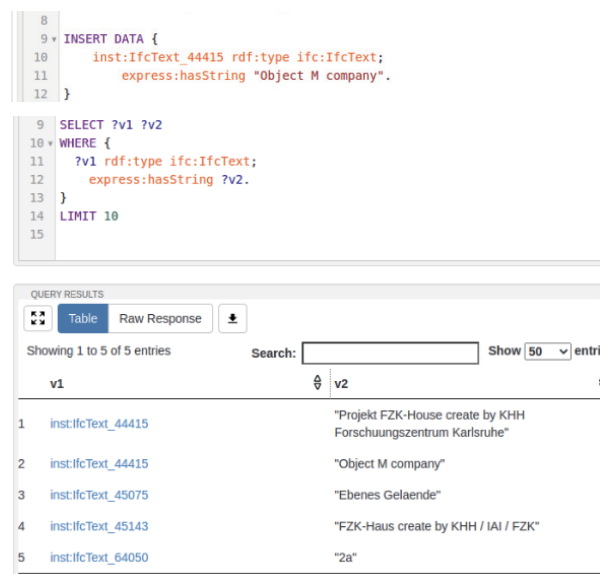 8
9 INSERT DATA {
10 inst:IfcText_44415 rdf:type ifc:IfcText;
11 express:hasString "Object M company".
12 }
9 SELECT ?v1 ?v2
10 WHERE {
11 ?v1 rdf:type ifc:IfcText;
12 express:hasString ?v2.
13 }
14 LIMIT 10
15
QUERY RESULTS
Table Raw Response
Showing 1 to 5 of 5 entries Search: Show 50 entri
v1 v2
1 inst:IfcText_44415 "Projekt FZK-House create by KHH
Forschuungszentrum Karlsruhe"
2 inst:IfcText_44415 "Object M company"
3 inst:IfcText_45075 "Ebenes Gelaende"
4 inst:IfcText_45143 "FZK-Haus create by KHH / IAI / FZK"
5 inst:IfcText_64050 "2a"